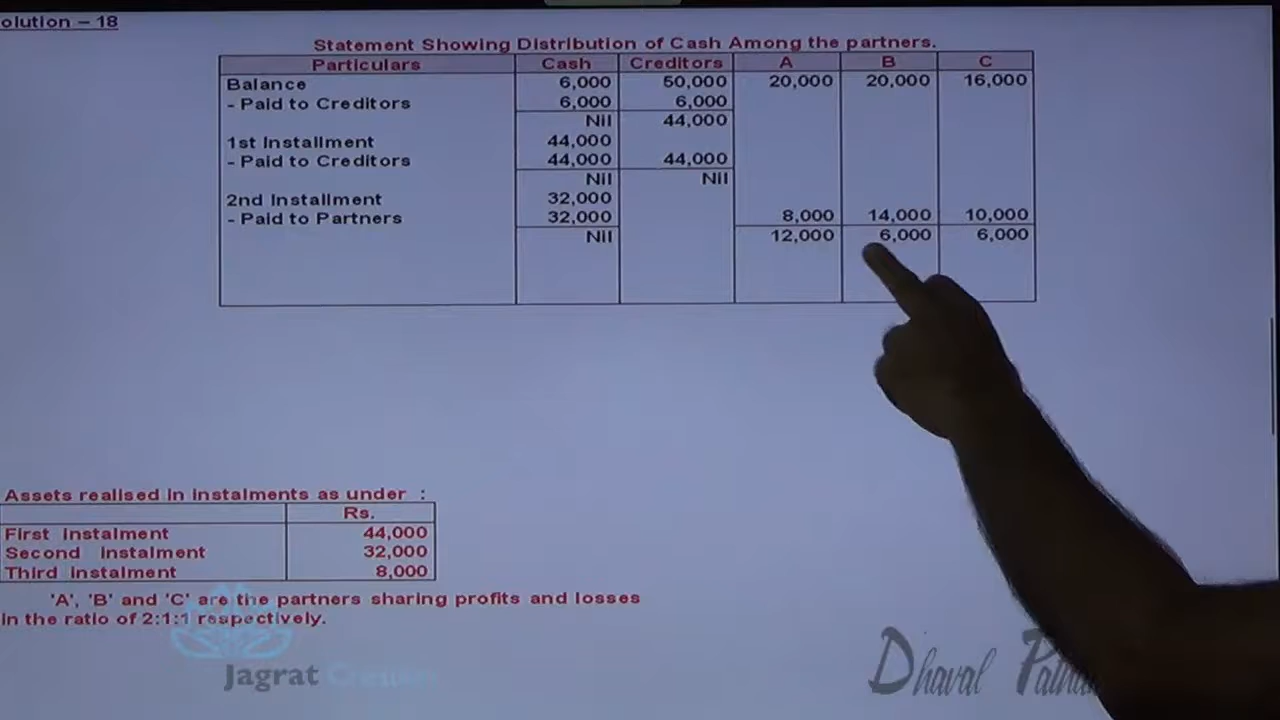 olution – 18
Statement Showing Distribution of Cash Among the partners.
Particulars Cash Creditors A B C
Balance 6,000 50,000 20,000 20,000 16,000
- Paid to Creditors 6,000 6,000
Nil 44,000
1st Installment 44,000
- Paid to Creditors 44,000 44,000
Nil Nil
2nd Installment 32,000
- Paid to Partners 32,000 8,000 14,000 10,000
Nil 12,000 6,000 6,000
Assets realised in instalments as under :
Rs.
First Instalment 44,000
Second Instalment 32,000
Third Instalment 8,000
'A', 'B' and 'C' are the partners sharing profits and losses
in the ratio of 2:1:1 respectively.
Jagrat
Dhaval